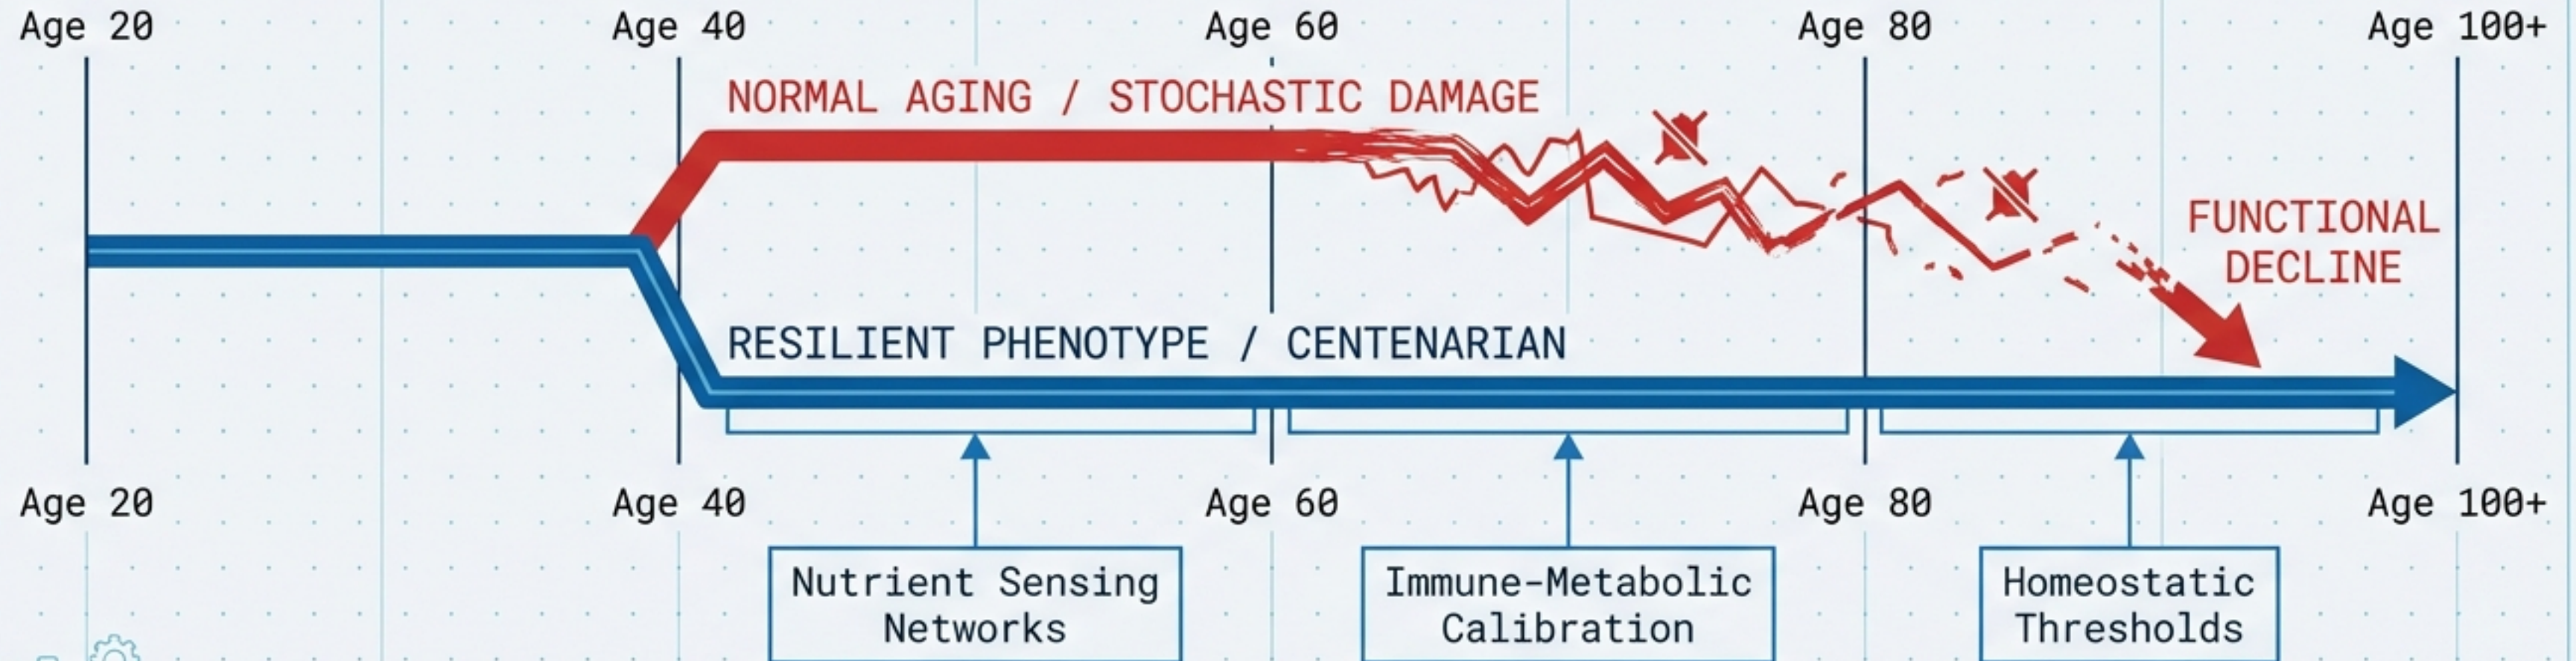 Age 20
Age 40
Age 60
Age 80
Age 100+
NORMAL AGING / STOCHASTIC DAMAGE
FUNCTIONAL
DECLINE
RESILIENT PHENOTYPE / CENTENARIAN
Age 20
Age 40
Age 60
Age 80
Age 100+
Nutrient Sensing
Networks
Immune-Metabolic
Calibration
Homeostatic
Thresholds